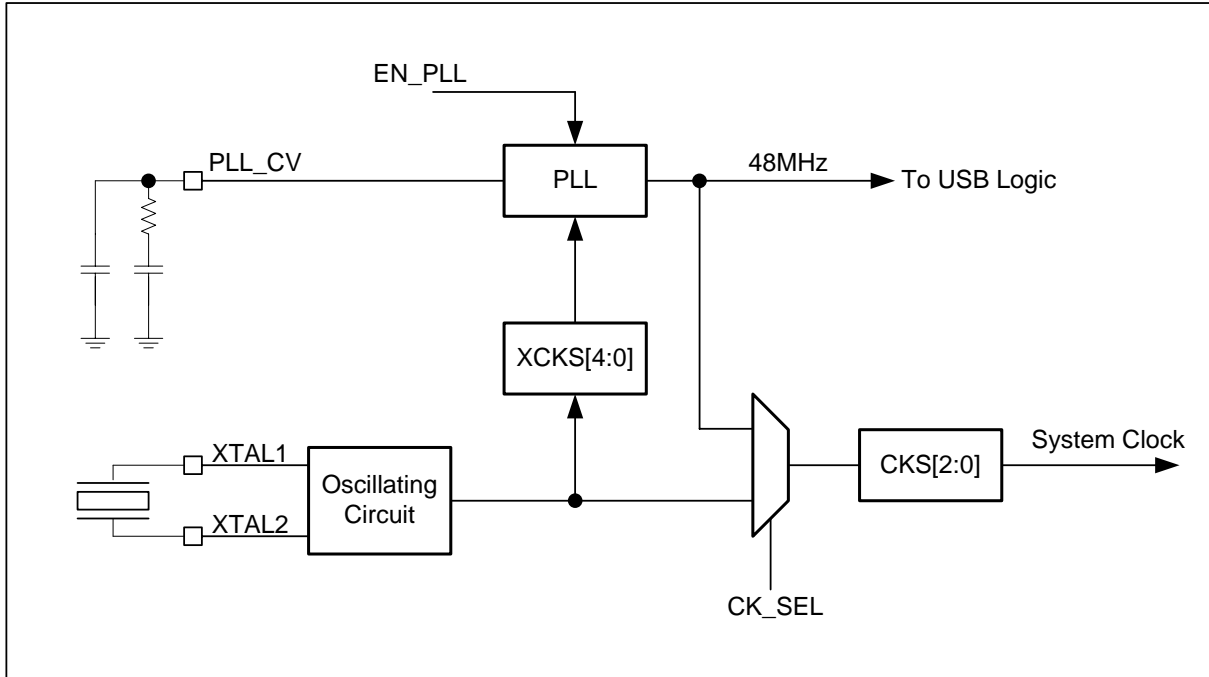 EN_PLL
PLL_CV
PLL
48MHz
To USB Logic
XCKS[4:0]
XTAL1
Oscillating
Circuit
XTAL2
CKS[2:0]
System Clock
CK_SEL